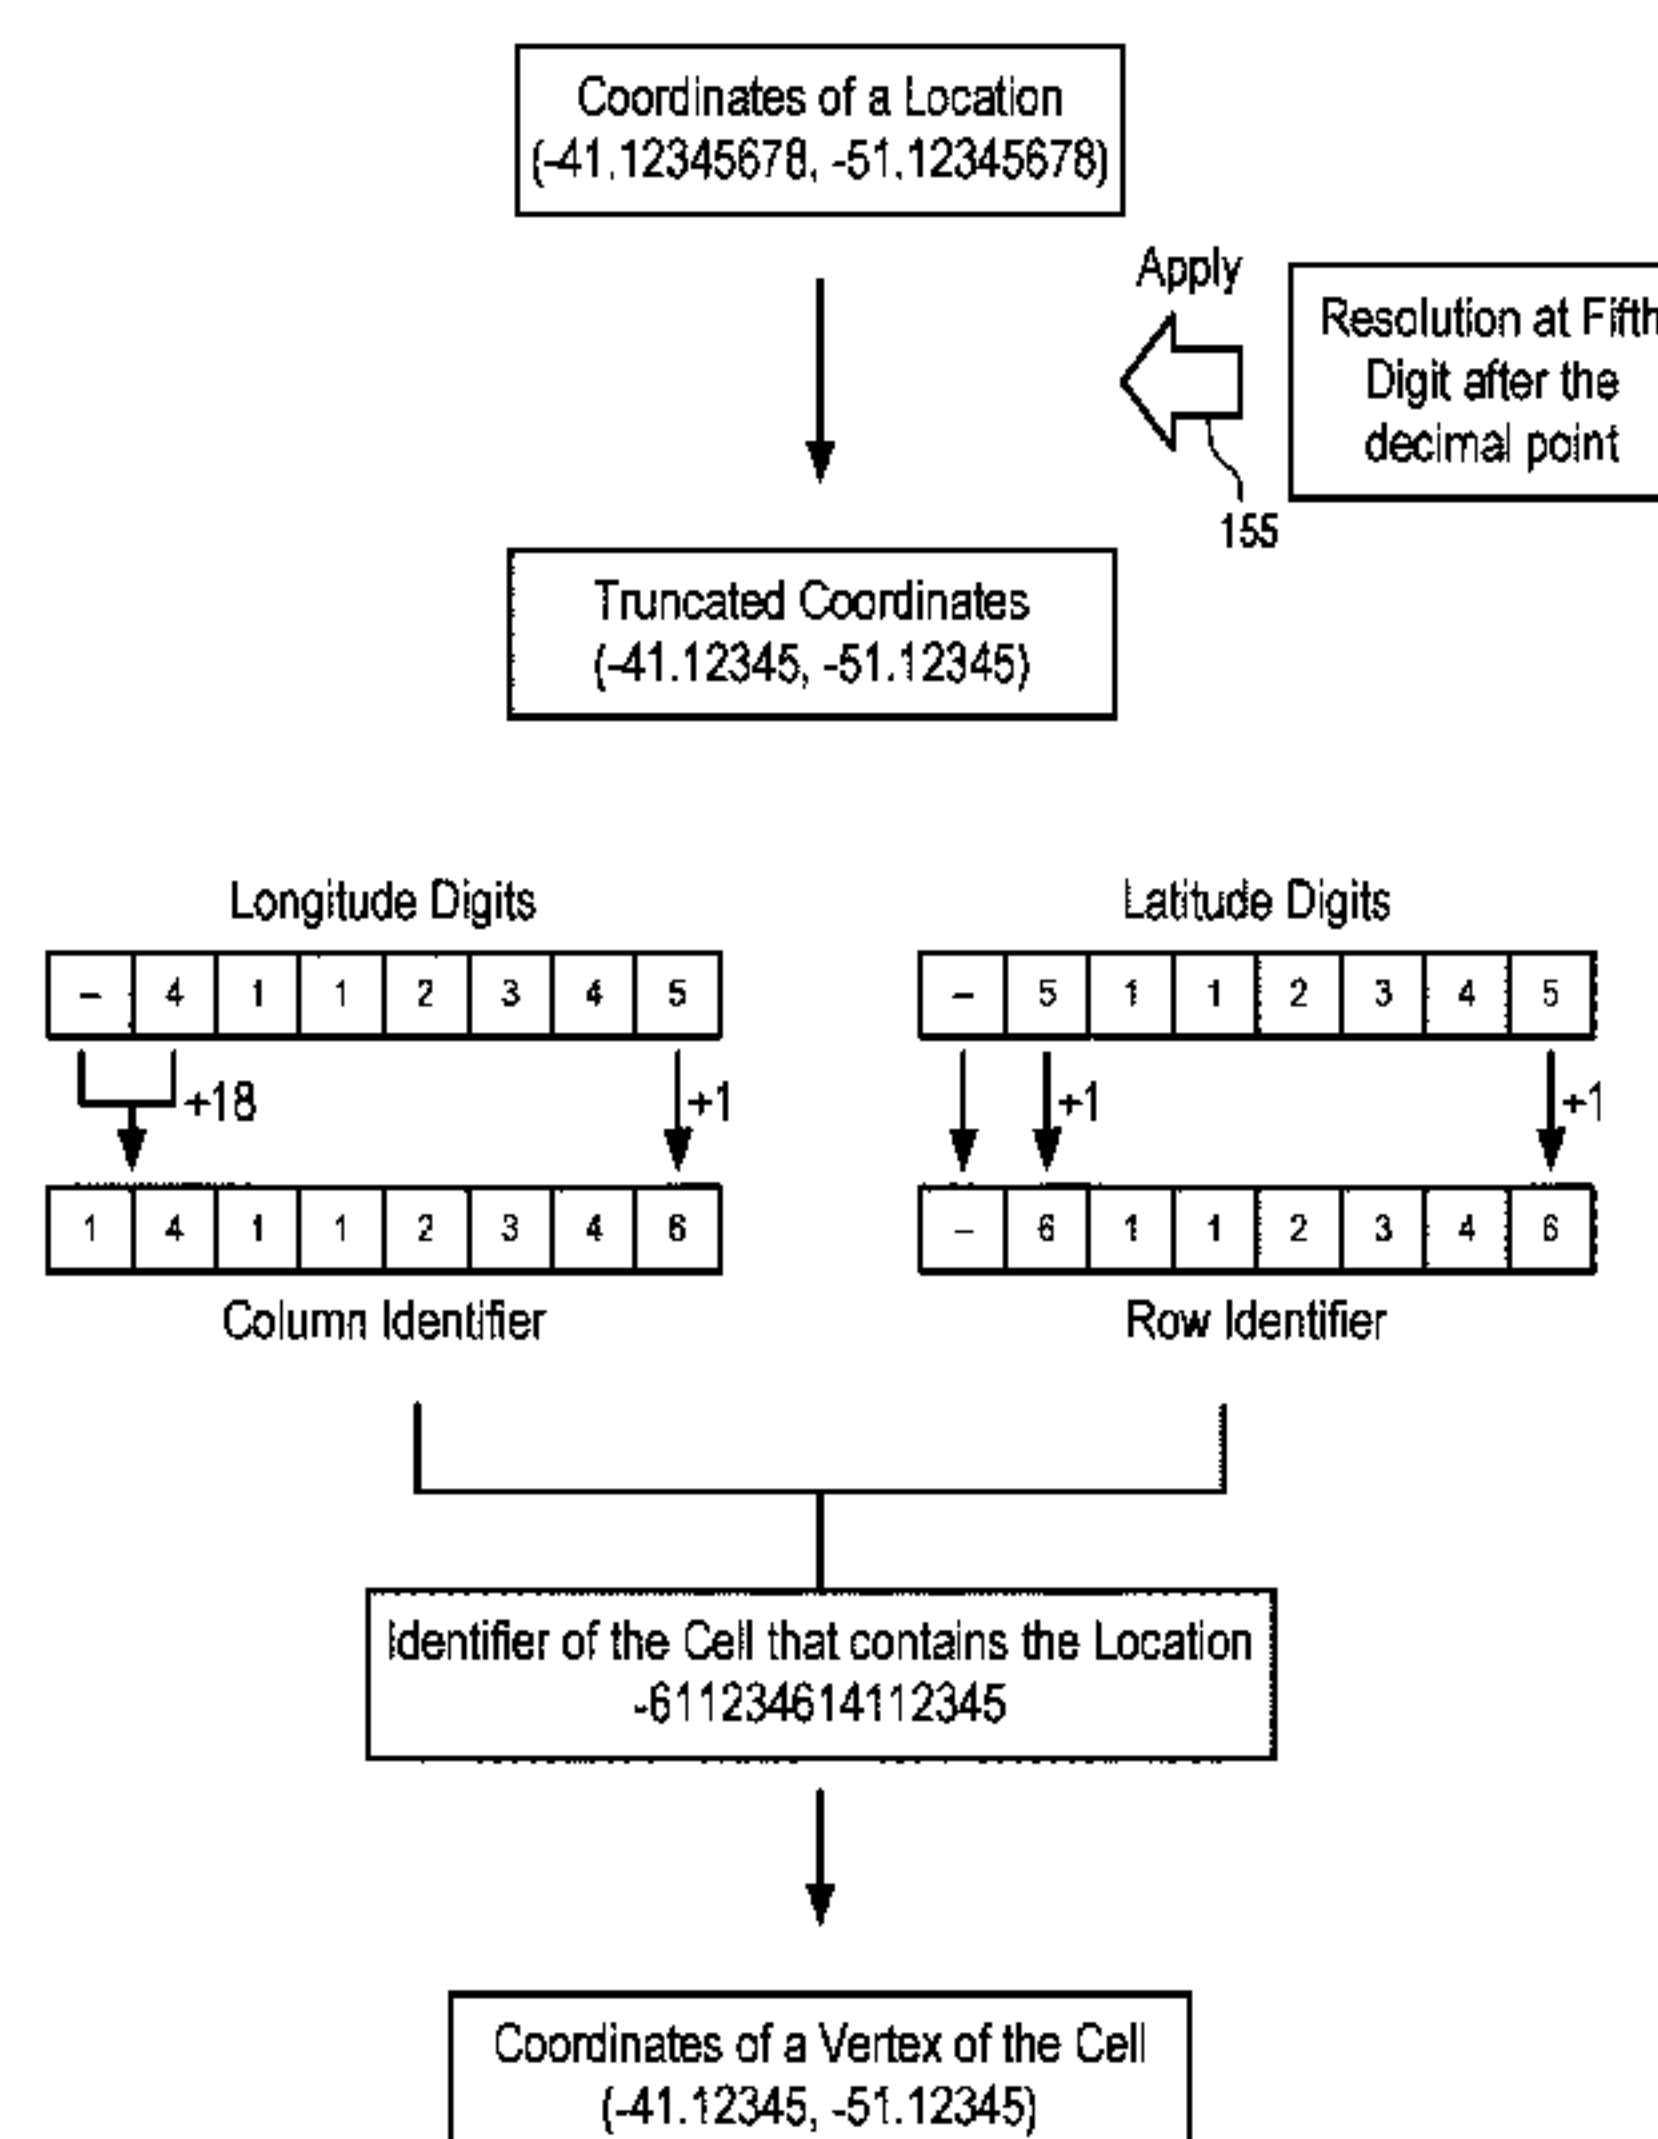 Coordinates of a Location
(-41.12345678, -51.12345678)
Apply
Resolution at Fifth
Digit after the
decimal point
155
Truncated Coordinates
(-41.12345, -51.12345)
Longitude Digits
Latitude Digits
– 4 1 1 2 3 4 5
– 5 1 1 2 3 4 5
+18
+1
+1
+1
1 4 1 1 2 3 4 6
– 6 1 1 2 3 4 6
Column Identifier
Row Identifier
Identifier of the Cell that contains the Location
-611234614112345
Coordinates of a Vertex of the Cell
(-41.12345, -51.12345)